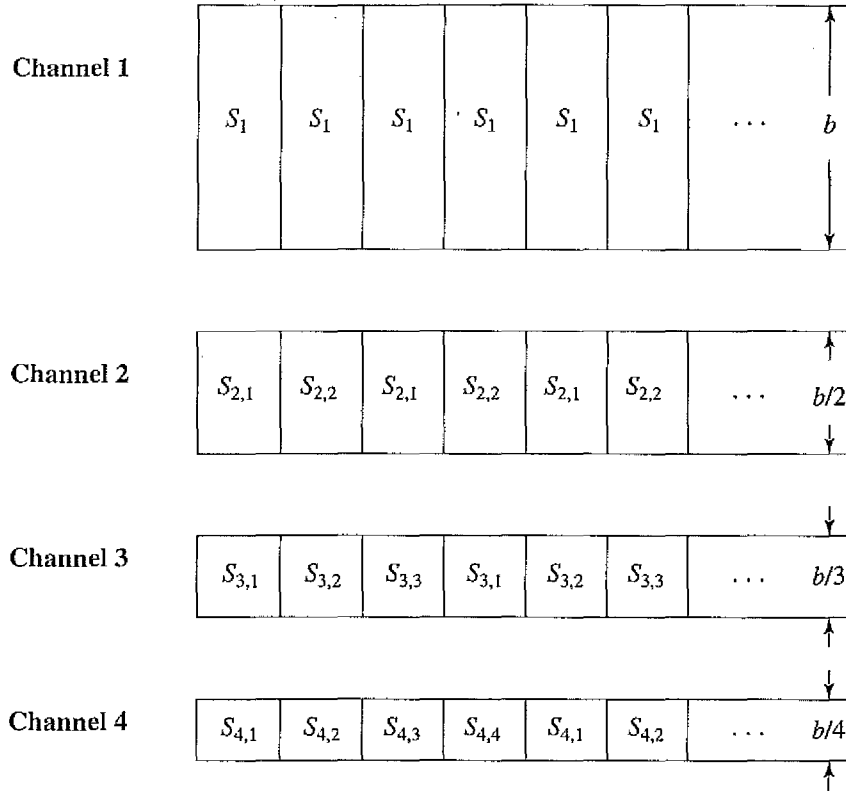 Channel 1
S1 S1 S1 S1 S1 S1 ... b
Channel 2
S2,1 S2,2 S2,1 S2,2 S2,1 S2,2 ... b/2
Channel 3
S3,1 S3,2 S3,3 S3,1 S3,2 S3,3 ... b/3
Channel 4
S4,1 S4,2 S4,3 S4,4 S4,1 S4,2 ... b/4